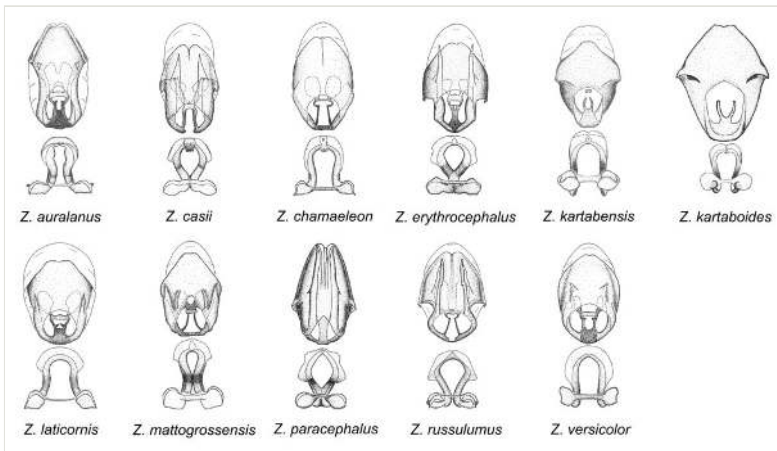 Z. auralanus Z. casii Z. chamaeleon Z. erythrocephalus Z. kartabensis Z. kartaboides
Z. laticornis Z. mattogrossensis Z. paracephalus Z. russulumus Z. versicolor